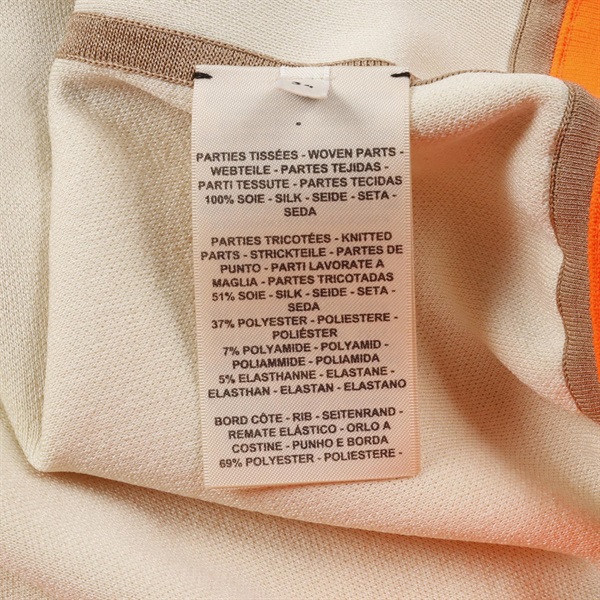 PARTIES TISSÉES - WOVEN PARTS -
WEBTEILE - PARTES TEJIDAS -
PARTI TESSUTE - PARTES TECIDAS
100% SOIE - SILK - SEIDE - SETA -
SEDA
PARTIES TRICOTÉES - KNITTED
PARTS - STRICKTEILE - PARTES DE
PUNTO - PARTI LAVORATE A
MAGLIA - PARTES TRICOTADAS
51% SOIE - SILK - SEIDE - SETA -
SEDA
37% POLYESTER - POLIESTERE -
POLIÉSTER
7% POLYAMIDE - POLYAMID -
POLIAMMIDE - POLIAMIDA
5% ELASTHANNE - ELASTANE -
ELASTHAN - ELASTAN - ELASTANO
BORD CÔTE - RIB - SEITENRAND -
REMATE ELÁSTICO - ORLO A
COSTINE - PUNHO E BORDA
69% POLYESTER - POLIESTERE -